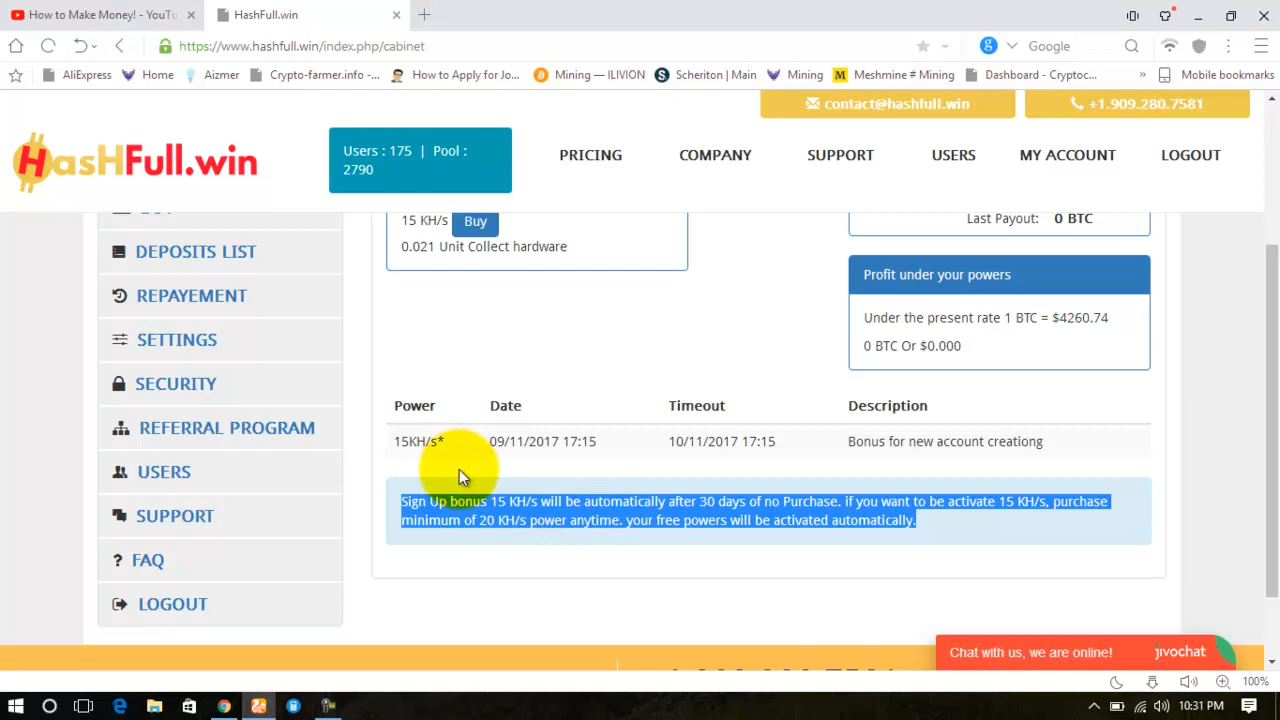 How to Make Money! - YouTu
HashFull.win
https://www.hashfull.win/index.php/cabinet
Google
AliExpress
Home
Aizmer
Crypto-farmer.info - ...
How to Apply for Jo...
Mining — ILIVION
Scheriton | Main
Mining
Meshmine # Mining
Dashboard - Cryptoc...
Mobile bookmarks
contact@hashfull.win
+1.909.280.7581
HasHFull.win
Users : 175 | Pool :
2790
PRICING
COMPANY
SUPPORT
USERS
MY ACCOUNT
LOGOUT
15 KH/s Buy
0.021 Unit Collect hardware
Last Payout: 0 BTC
DEPOSITS LIST
REPAYMENT
SETTINGS
SECURITY
REFERRAL PROGRAM
USERS
SUPPORT
FAQ
LOGOUT
Profit under your powers
Under the present rate 1 BTC = $4260.74
0 BTC Or $0.000
Power Date Timeout Description
15KH/s* 09/11/2017 17:15 10/11/2017 17:15 Bonus for new account creationg
Sign Up bonus 15 KH/s will be automatically after 30 days of no Purchase. if you want to be activate 15 KH/s, purchase
minimum of 20 KH/s power anytime. your free powers will be activated automatically.
Chat with us, we are online! jivochat
100%
10:31 PM